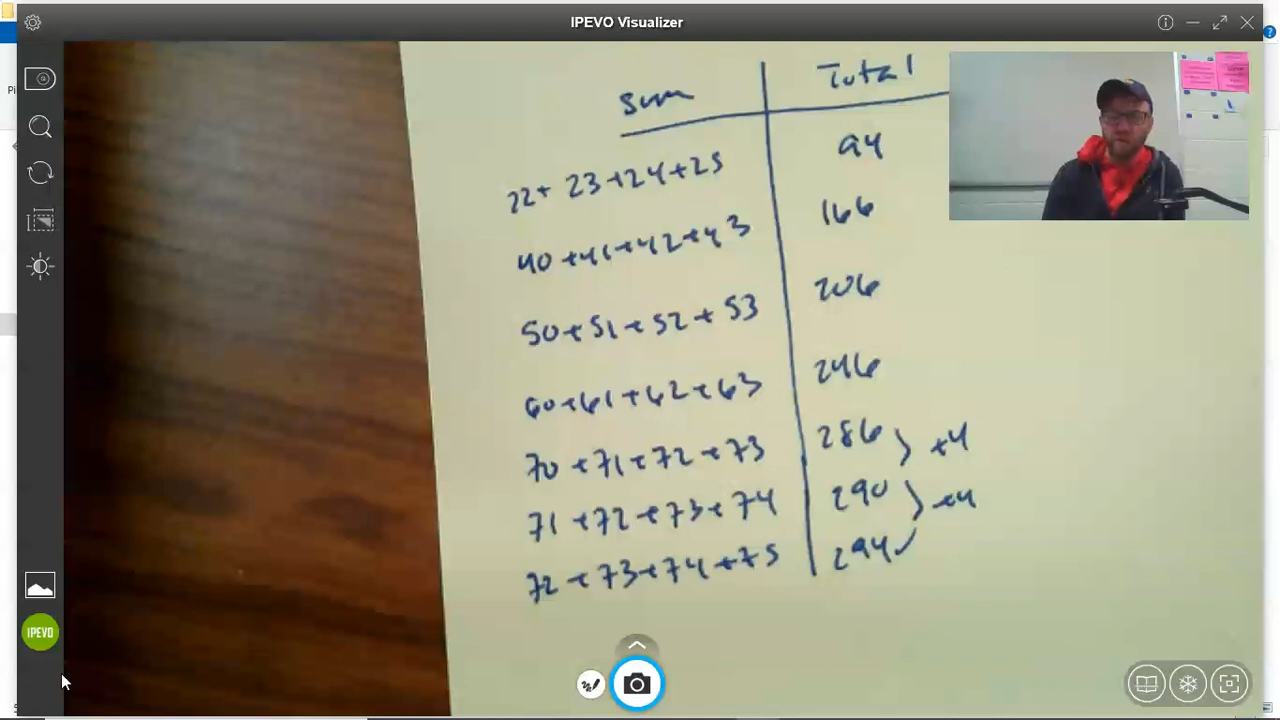 IPEVO Visualizer
Sum Total
22+ 23+24+25 94
40+41+42+43 166
50+51+52+53 206
60+61+62+63 246
70+71+72+73 286 +4
71+72+73+74 290 +4
72+73+74+75 294✓
IPEVO